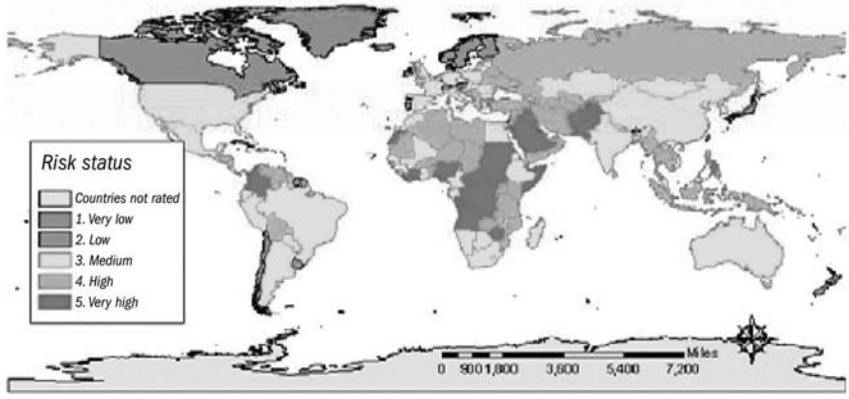 Risk status
Countries not rated
1. Very low
2. Low
3. Medium
4. High
5. Very high
Miles
0 900 1,800 3,600 5,400 7,200